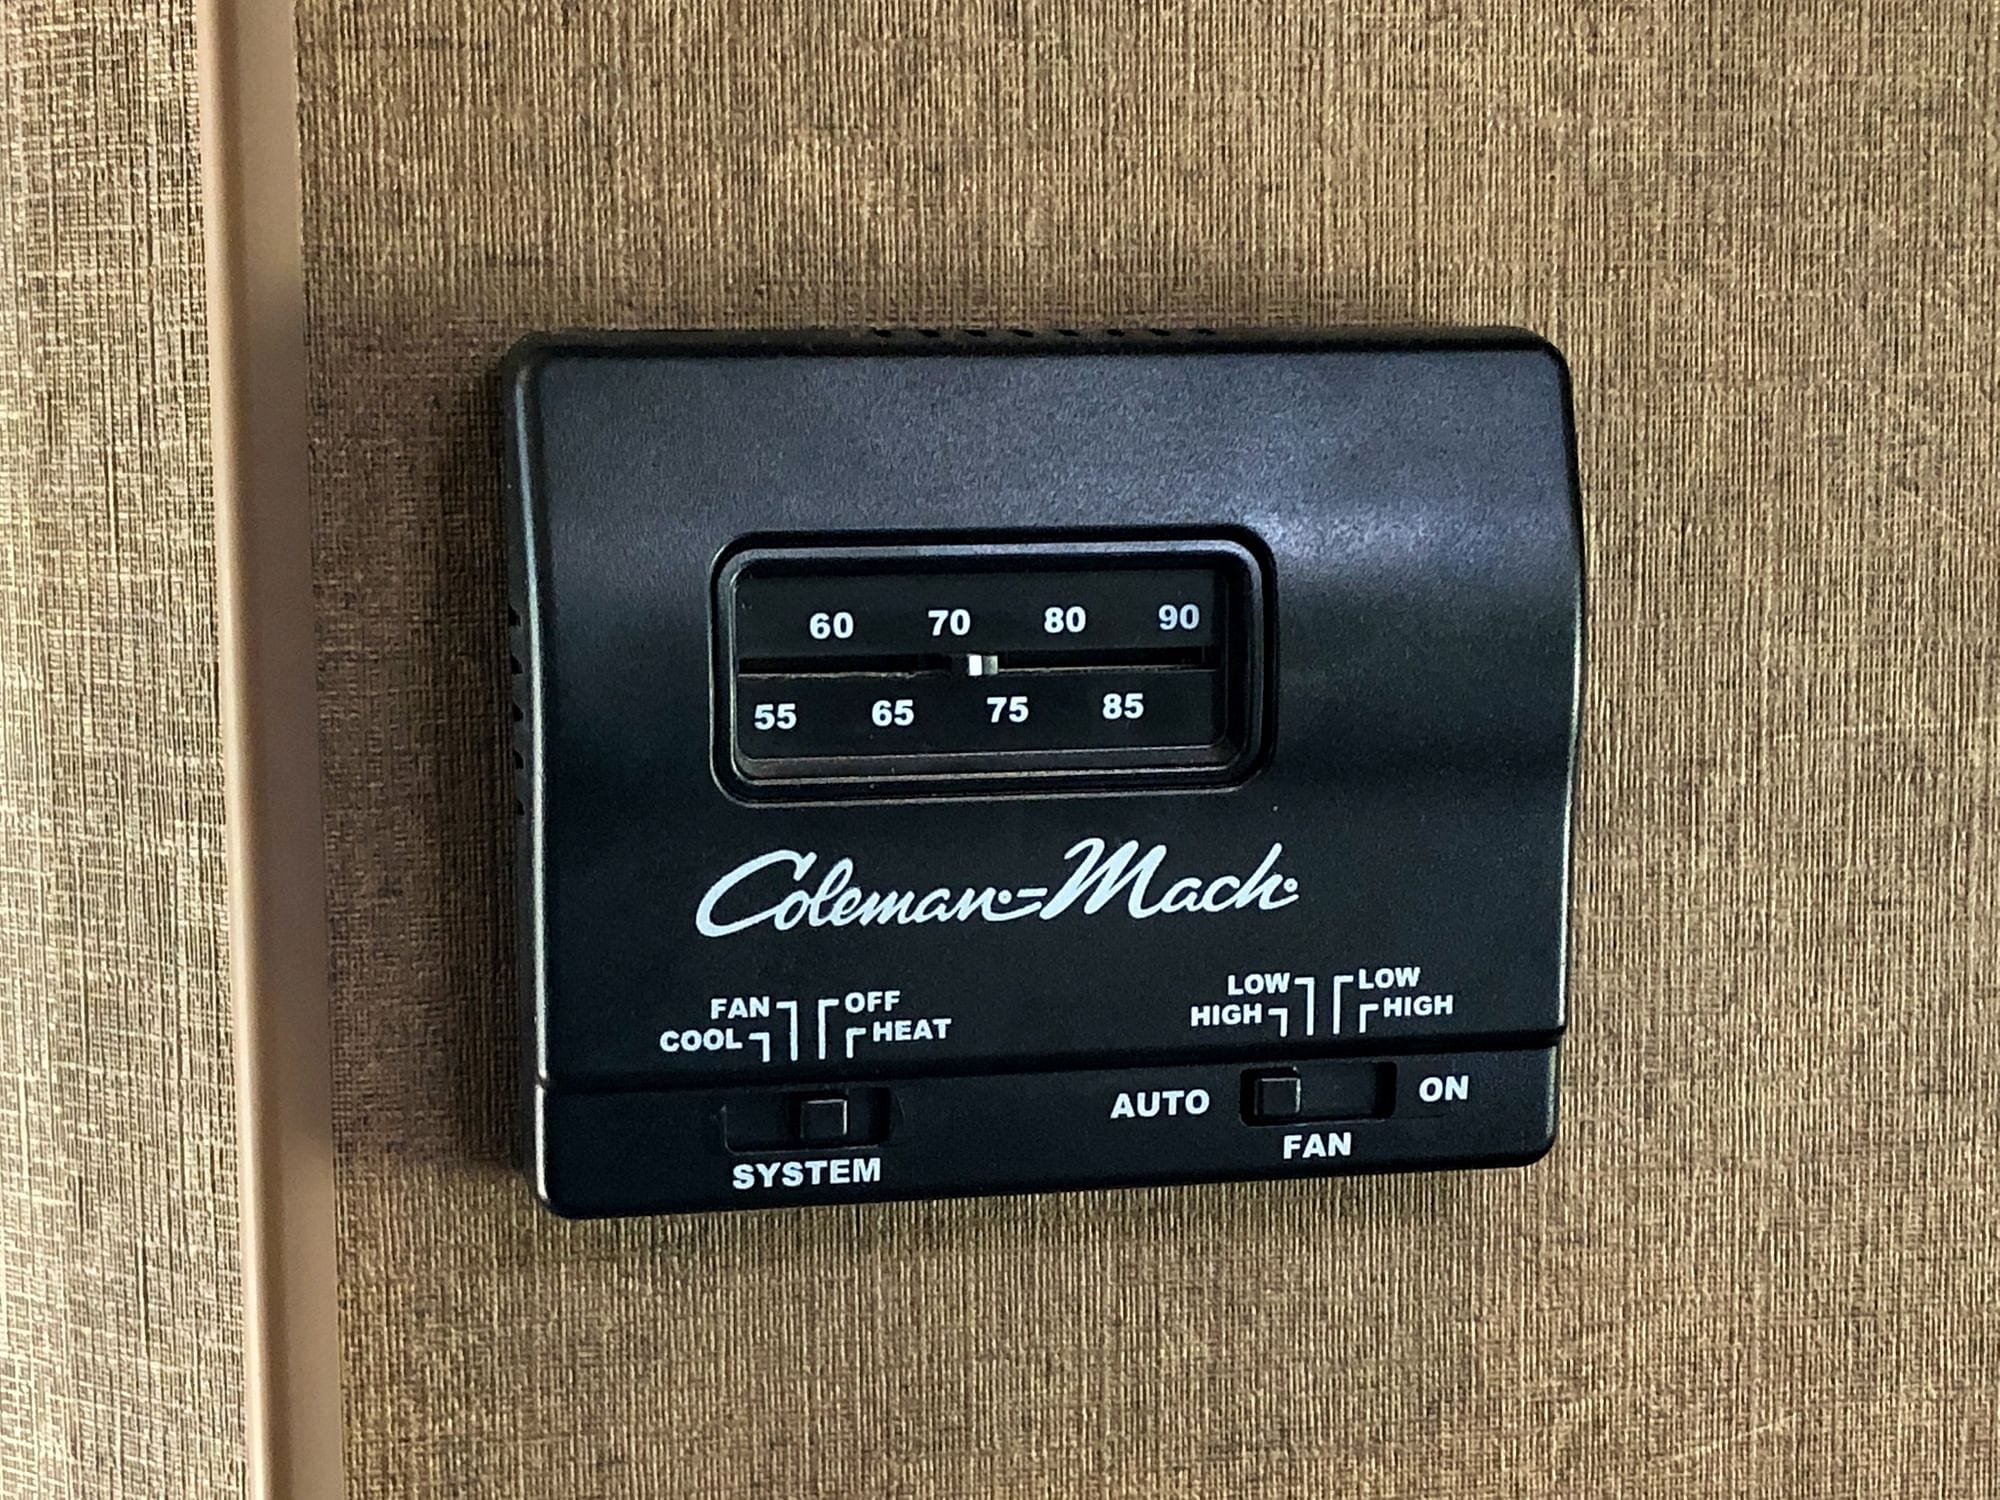 60 70 80 90
55 65 75 85
Coleman-Mack
FAN OFF
COOL HEAT
LOW LOW
HIGH HIGH
AUTO ON
FAN
SYSTEM